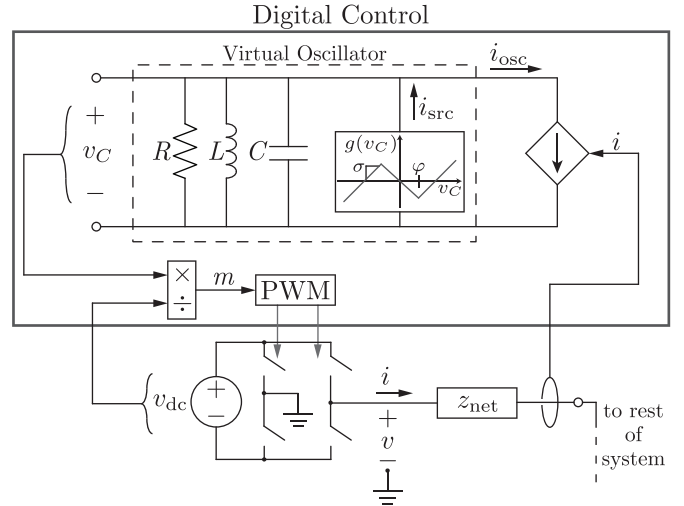 Digital Control
Virtual Oscillator
i_osc
+
v_C
−
R
L
C
i_src
g(v_C)
σ
φ
v_C
i
×
÷
m
PWM
v_dc
+
−
i
+
v
−
z_net
to rest
of
system